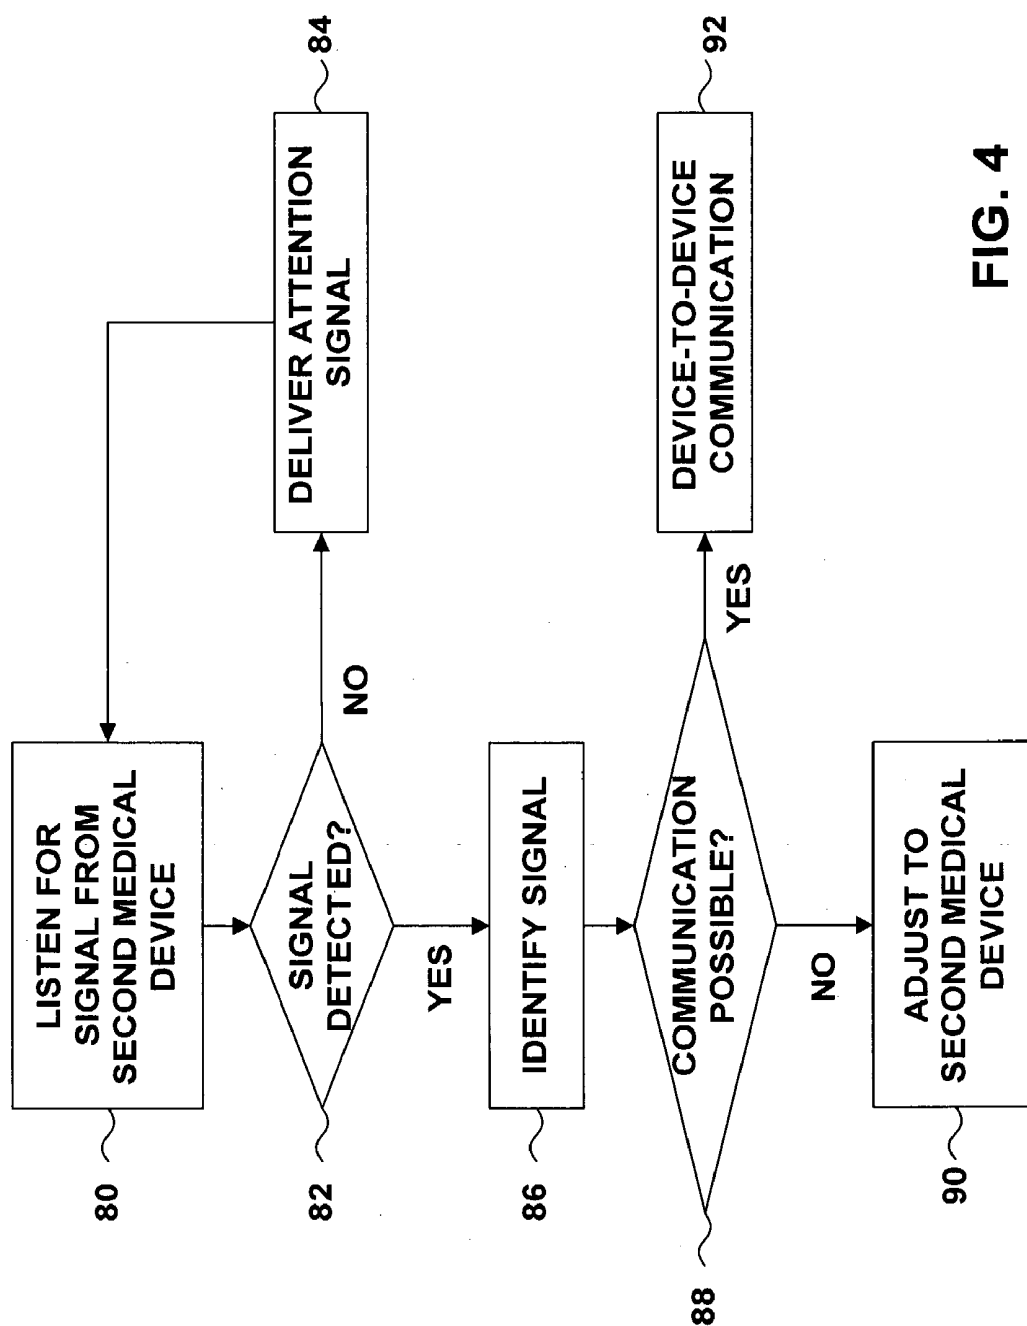 80
LISTEN FOR
SIGNAL FROM
SECOND MEDICAL
DEVICE
82
SIGNAL
DETECTED?
NO
DELIVER ATTENTION
SIGNAL
84
YES
86
IDENTIFY SIGNAL
88
COMMUNICATION
POSSIBLE?
YES
DEVICE-TO-DEVICE
COMMUNICATION
92
NO
90
ADJUST TO
SECOND MEDICAL
DEVICE
FIG. 4